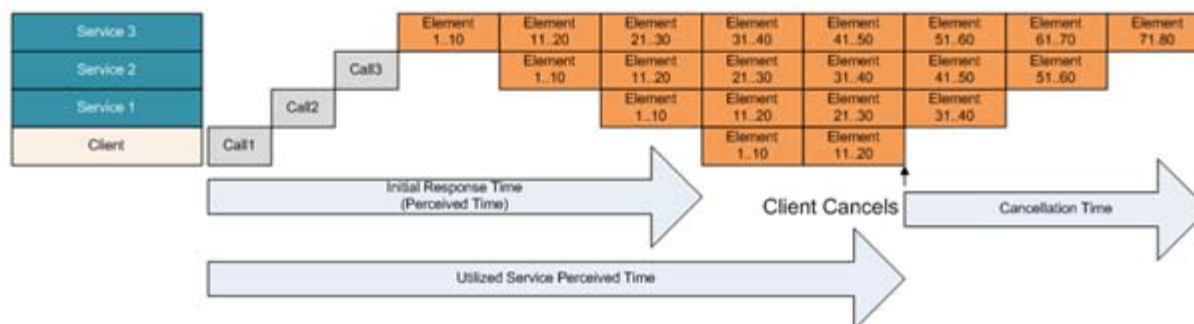 Service 3
Element
1..10
Element
11..20
Element
21..30
Element
31..40
Element
41..50
Element
51..60
Element
61..70
Element
71.80
Service 2
Call3
Element
1..10
Element
11..20
Element
21..30
Element
31..40
Element
41..50
Element
51..60
Service 1
Call2
Element
1..10
Element
11..20
Element
21..30
Element
31..40
Client
Call1
Element
1..10
Element
11..20
Initial Response Time
(Perceived Time)
Client Cancels
Cancellation Time
Utilized Service Perceived Time